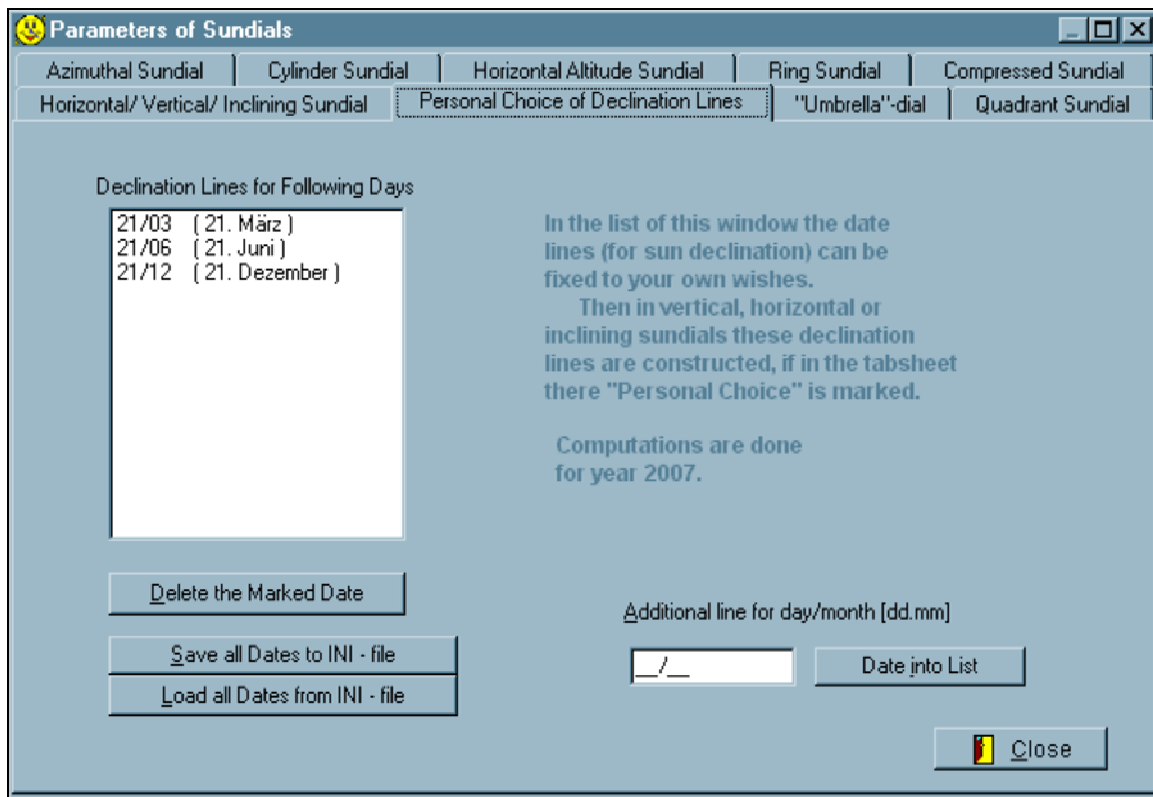 Parameters of Sundials
Azimuthal Sundial
Cylinder Sundial
Horizontal Altitude Sundial
Ring Sundial
Compressed Sundial
Horizontal/ Vertical/ Inclining Sundial
Personal Choice of Declination Lines
"Umbrella"-dial
Quadrant Sundial
Declination Lines for Following Days
21/03 ( 21. März )
21/06 ( 21. Juni )
21/12 ( 21. Dezember )
In the list of this window the date
lines (for sun declination) can be
fixed to your own wishes.
Then in vertical, horizontal or
inclining sundials these declination
lines are constructed, if in the tabsheet
there "Personal Choice" is marked.
Computations are done
for year 2007.
Delete the Marked Date
Save all Dates to INI - file
Load all Dates from INI - file
Additional line for day/month [dd.mm]
__/__
Date into List
Close